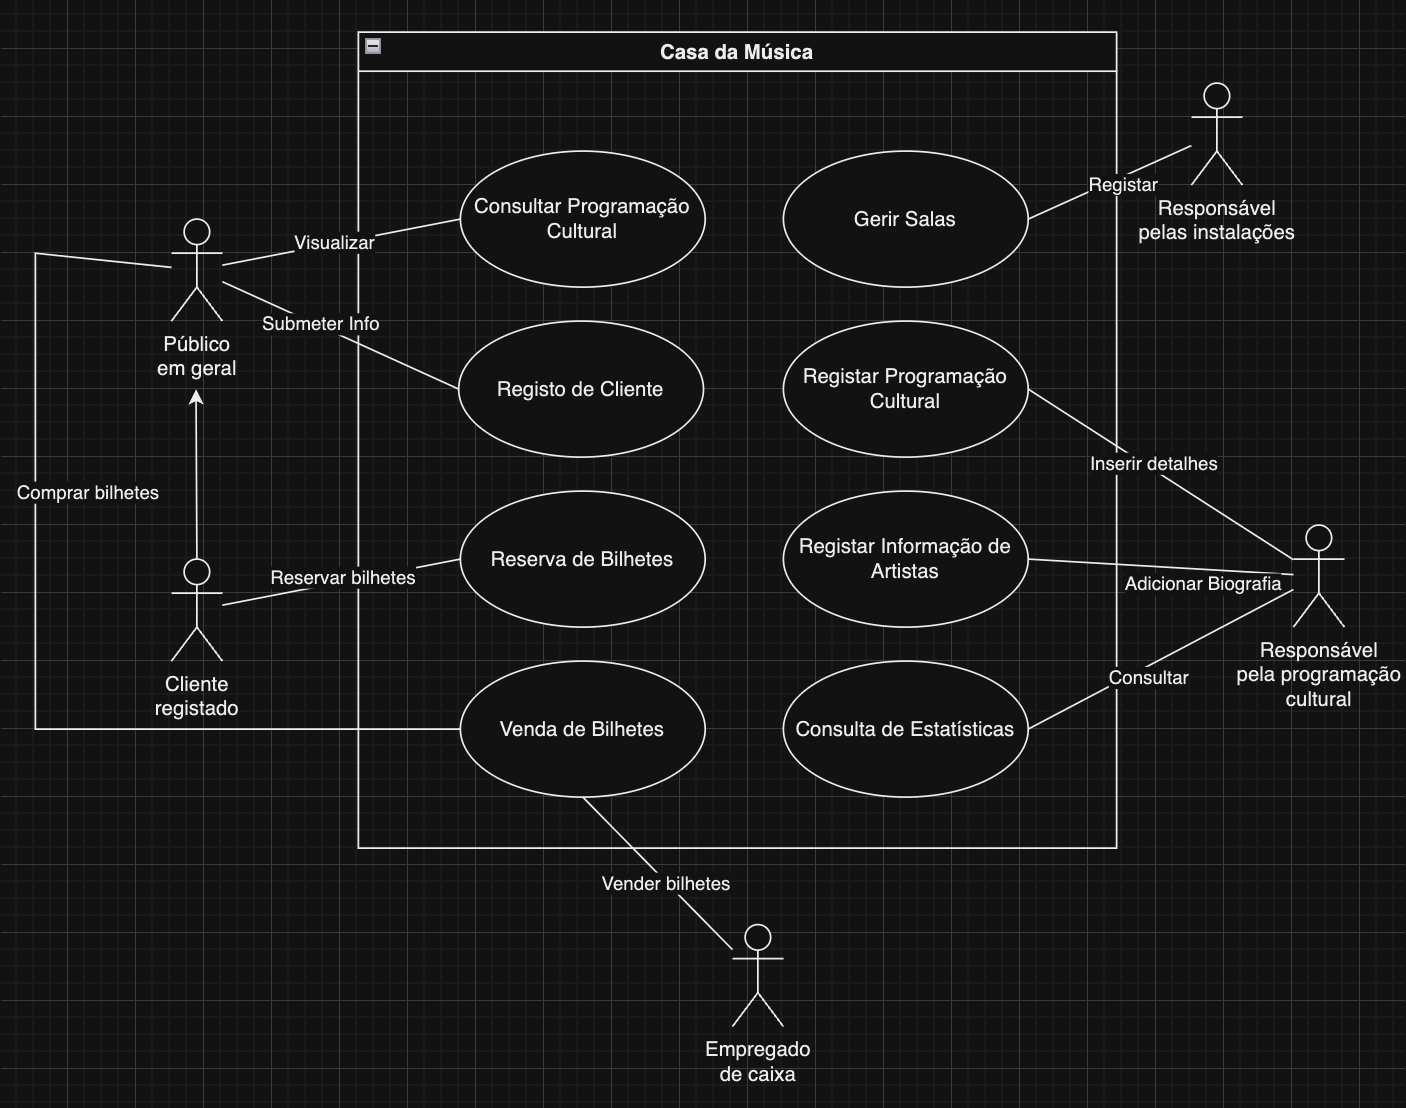 Casa da Música
Consultar Programação
Cultural
Gerir Salas
Registar
Responsável
pelas instalações
Visualizar
Submeter Info
Público
em geral
Registo de Cliente
Registar Programação
Cultural
Inserir detalhes
Comprar bilhetes
Reservar bilhetes
Reserva de Bilhetes
Registar Informação de
Artistas
Adicionar Biografia
Cliente
registado
Responsável
pela programação
cultural
Consultar
Venda de Bilhetes
Consulta de Estatísticas
Vender bilhetes
Empregado
de caixa